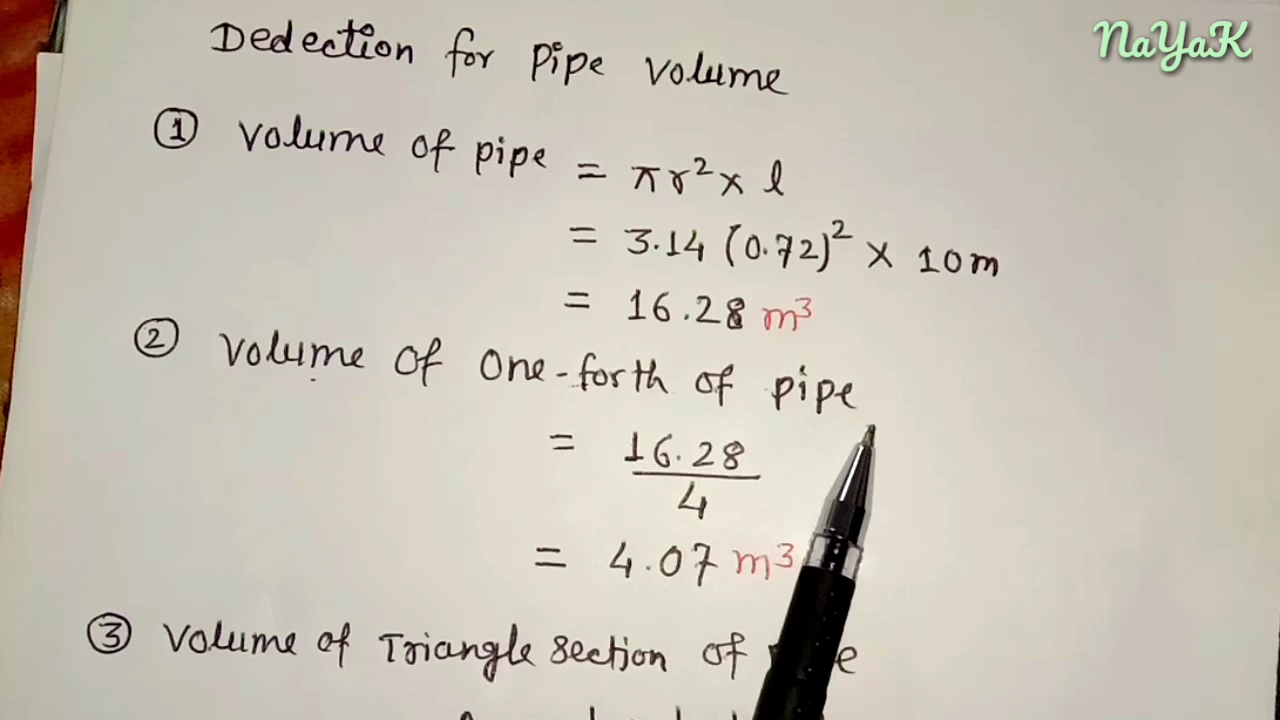 NaYaK
Dedection for Pipe volume
① Volume of pipe = πr² x l
= 3.14 (0.72)² x 10m
= 16.28 m³
② Volume of One-forth of pipe
= 16.28
4
= 4.07 m³
③ Volume of Triangle section of